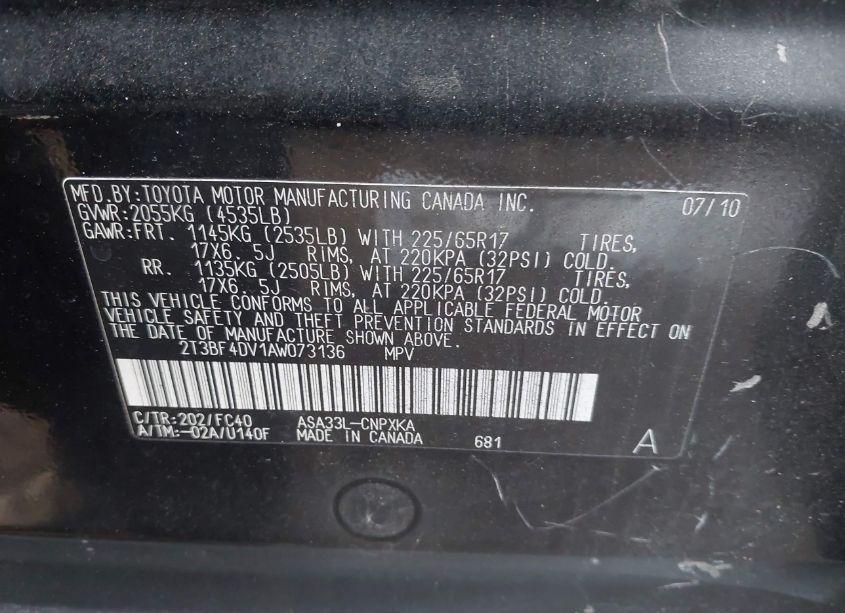 MFD.BY:TOYOTA MOTOR MANUFACTURING CANADA INC. 07/10
GVWR:2055KG (4535LB)
GAWR:FRT. 1145KG (2535LB) WITH 225/65R17 TIRES,
17X6. 5J RIMS, AT 220KPA (32PSI) COLD.
RR. 1135KG (2505LB) WITH 225/65R17 TIRES,
17X6. 5J RIMS, AT 220KPA (32PSI) COLD.
THIS VEHICLE CONFORMS TO ALL APPLICABLE FEDERAL MOTOR
VEHICLE SAFETY AND THEFT PREVENTION STANDARDS IN EFFECT ON
THE DATE OF MANUFACTURE SHOWN ABOVE.
2T3BF4DV1AW073136 MPV
C/TR:202/FC40 ASA33L-CNPXKA
A/TM:-02A/U140F MADE IN CANADA 681 A